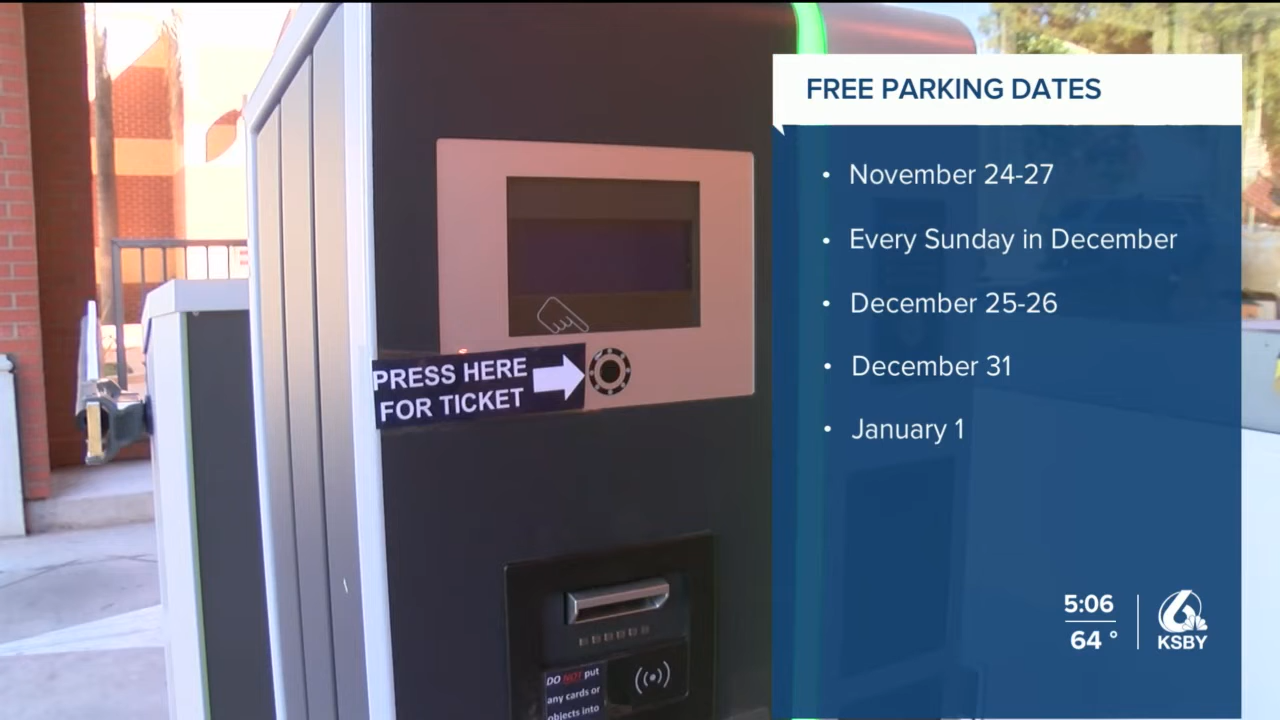 FREE PARKING DATES
• November 24-27
• Every Sunday in December
• December 25-26
• December 31
• January 1
PRESS HERE
FOR TICKET
DO NOT put
any cards or
objects into
5:06
64 °
6
KSBY